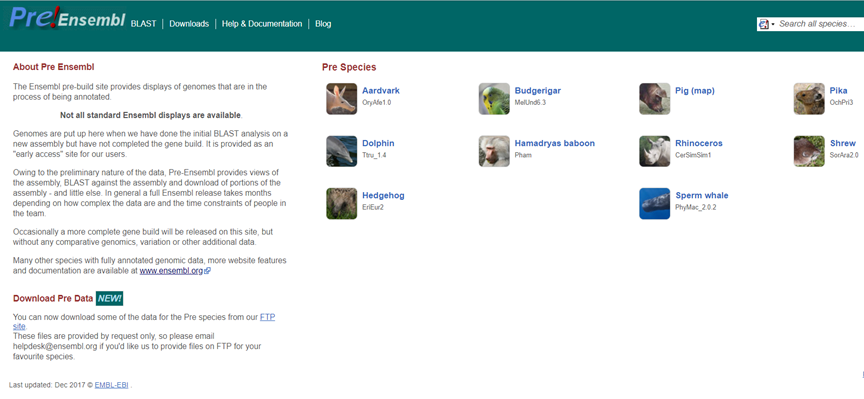 Pre!Ensembl BLAST | Downloads | Help & Documentation | Blog
Search all species...
About Pre Ensembl
The Ensembl pre-build site provides displays of genomes that are in the
process of being annotated.
Not all standard Ensembl displays are available.
Genomes are put up here when we have done the initial BLAST analysis on a
new assembly but have not completed the gene build. It is provided as an
"early access" site for our users.
Owing to the preliminary nature of the data, Pre-Ensembl provides views of
the assembly, BLAST against the assembly and download of portions of the
assembly - and little else. In general a full Ensembl release takes months
depending on how complex the data are and the time constraints of people in
the team.
Occasionally a more complete gene build will be released on this site, but
without any comparative genomics, variation or other additional data.
Many other species with fully annotated genomic data, more website features
and documentation are available at www.ensembl.org
Download Pre Data NEW!
You can now download some of the data for the Pre species from our FTP
site.
These files are provided by request only, so please email
helpdesk@ensembl.org if you'd like us to provide files on FTP for your
favourite species.
Pre Species
Aardvark
OryAfe1.0
Budgerigar
MelUnd6.3
Pig (map)
Pika
OchPri3
Dolphin
Ttru_1.4
Hamadryas baboon
Pham
Rhinoceros
CerSimSim1
Shrew
SorAra2.0
Hedgehog
EriEur2
Sperm whale
PhyMac_2.0.2
Last updated: Dec 2017 © EMBL-EBI .